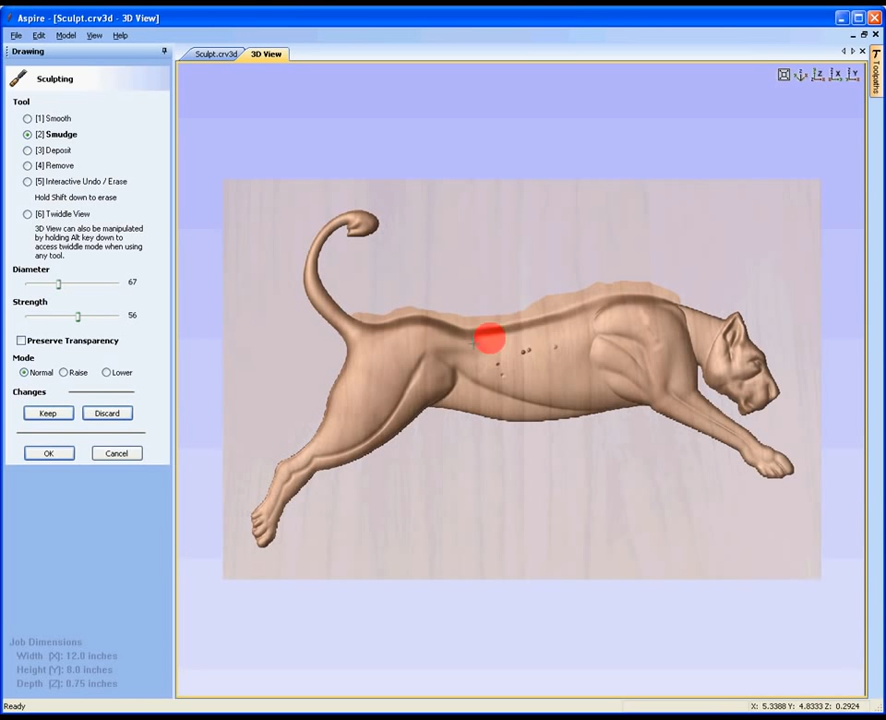 Aspire - [Sculpt.crv3d - 3D View]
File Edit Model View Help
Drawing
Sculpt.crv3d 3D View
Sculpting
Z X Y
Toolpaths
Tool
[1] Smooth
[2] Smudge
[3] Deposit
[4] Remove
[5] Interactive Undo / Erase
Hold Shift down to erase
[6] Twiddle View
3D View can also be manipulated
by holding Alt key down to
access twiddle mode when using
any tool.
Diameter
67
Strength
56
Preserve Transparency
Mode
Normal Raise Lower
Changes
Keep Discard
OK Cancel
Job Dimensions
Width (X): 12.0 inches
Height (Y): 8.0 inches
Depth (Z): 0.75 inches
Ready
X: 5.3388 Y: 4.8333 Z: 0.2924